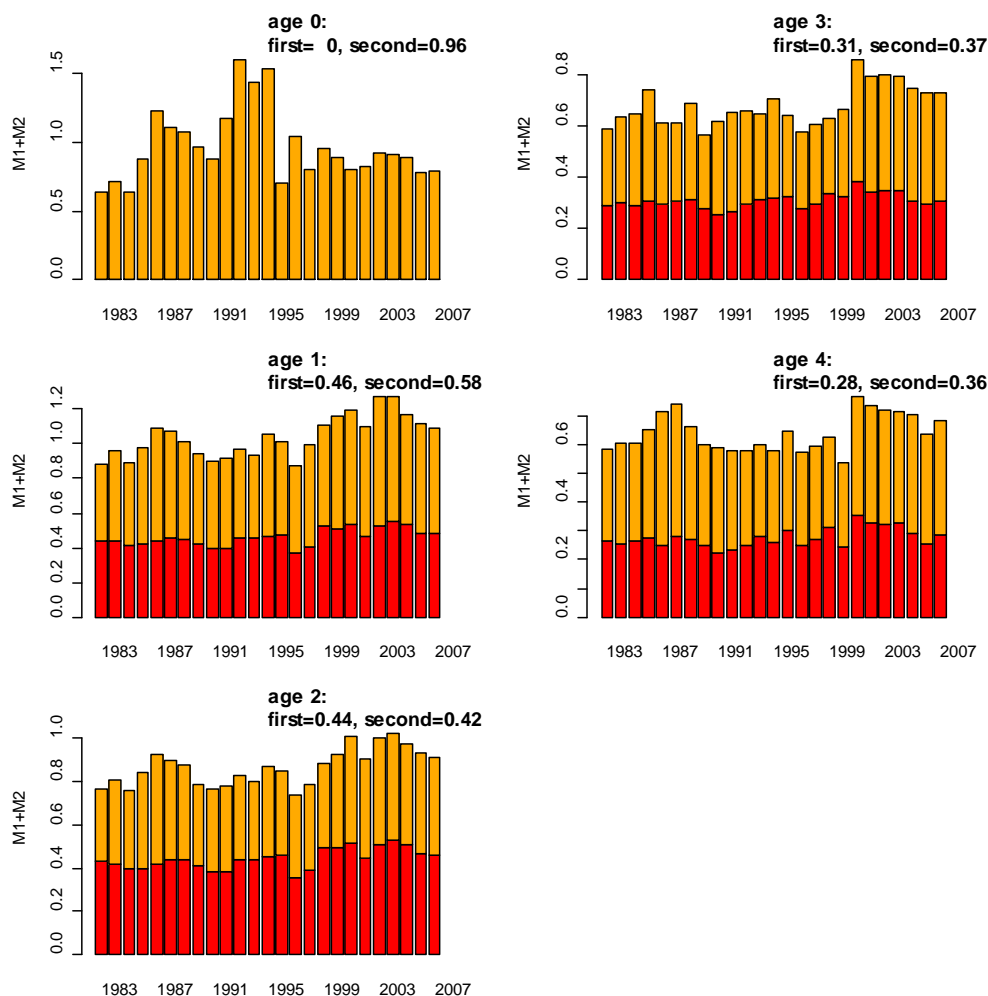 age 0:
first=  0, second=0.96
M1+M2
0.0 0.5 1.0 1.5
1983 1987 1991 1995 1999 2003 2007
age 3:
first=0.31, second=0.37
M1+M2
0.0 0.2 0.4 0.6 0.8
1983 1987 1991 1995 1999 2003 2007
age 1:
first=0.46, second=0.58
M1+M2
0.0 0.2 0.4 0.6 0.8 1.0 1.2
1983 1987 1991 1995 1999 2003 2007
age 4:
first=0.28, second=0.36
M1+M2
0.0 0.2 0.4 0.6
1983 1987 1991 1995 1999 2003 2007
age 2:
first=0.44, second=0.42
M1+M2
0.0 0.2 0.4 0.6 0.8 1.0
1983 1987 1991 1995 1999 2003 2007